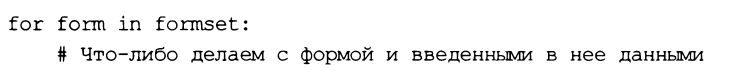 for form in formset:
    # Что-либо делаем с формой и введенными в нее данными